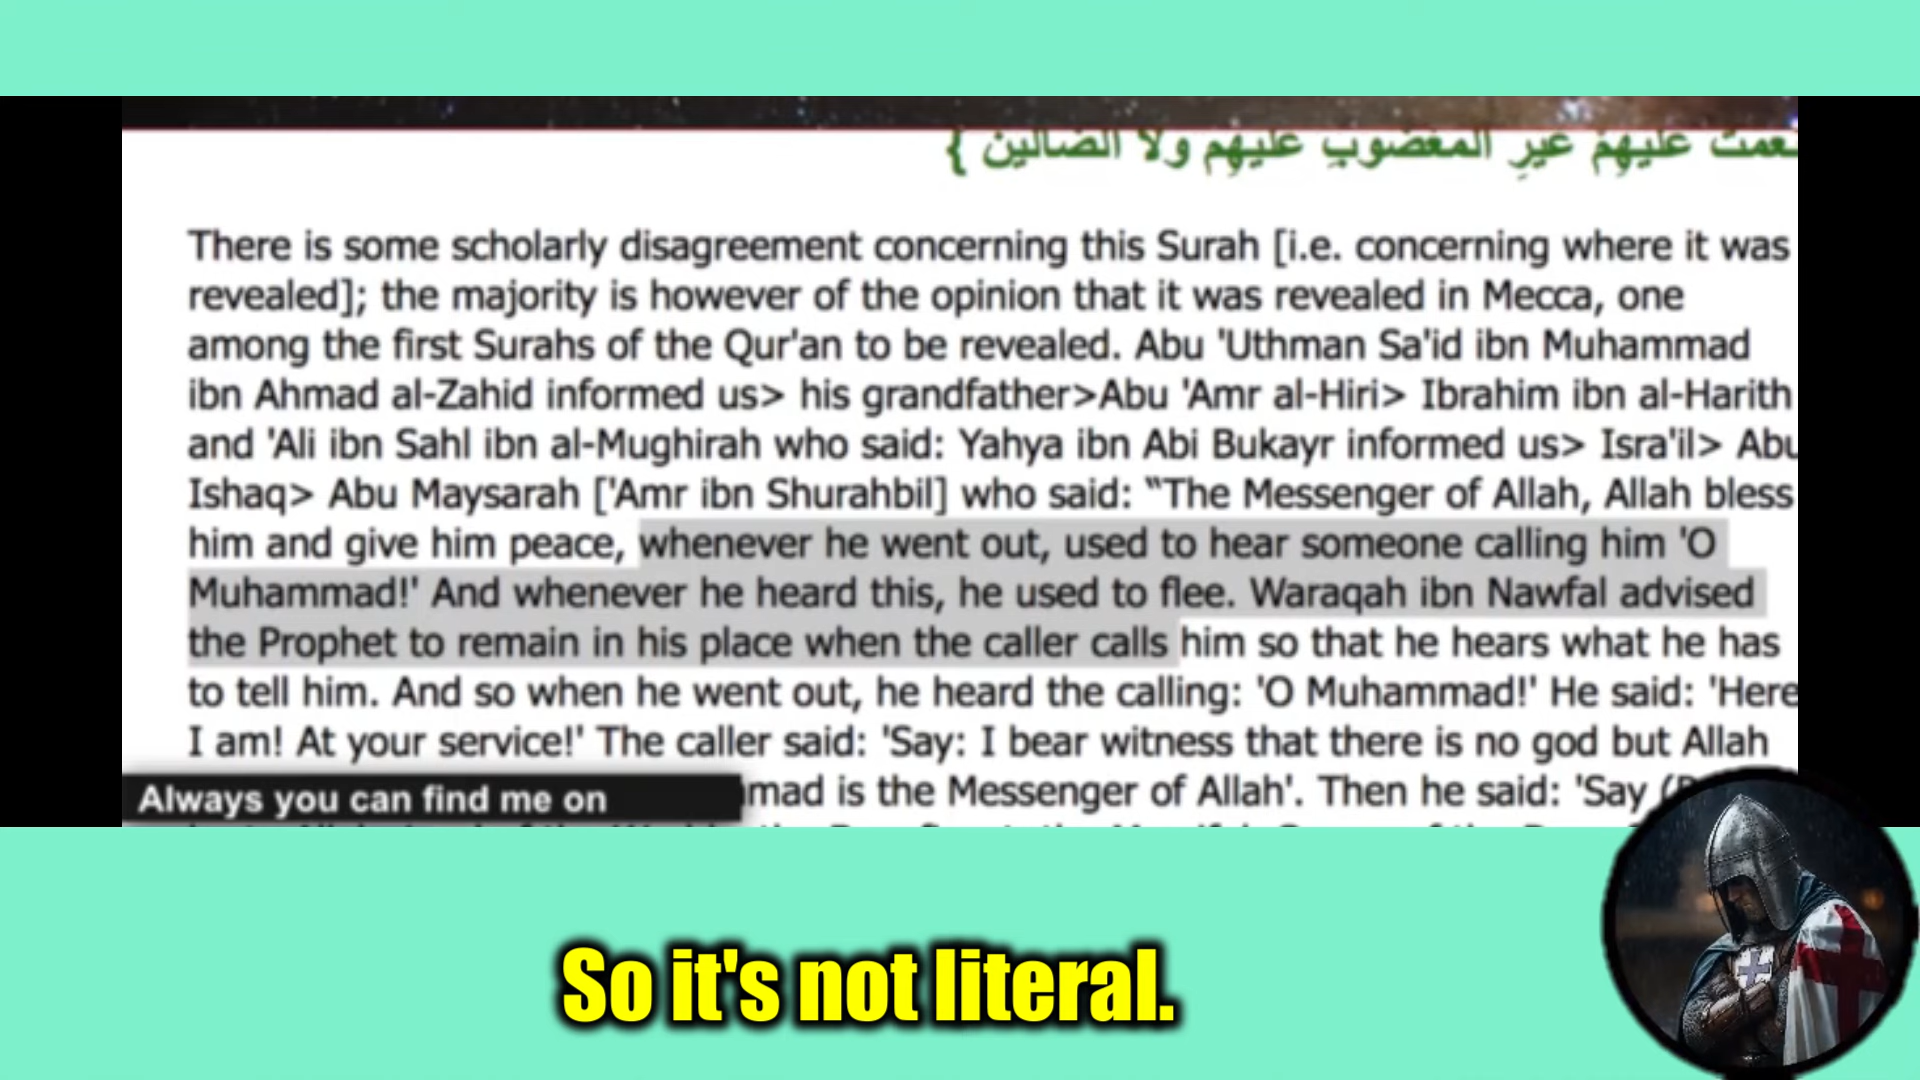 عليهم غير المغضوب عليهم ولا الضالين }
There is some scholarly disagreement concerning this Surah [i.e. concerning where it was
revealed]; the majority is however of the opinion that it was revealed in Mecca, one
among the first Surahs of the Qur'an to be revealed. Abu 'Uthman Sa'id ibn Muhammad
ibn Ahmad al-Zahid informed us> his grandfather>Abu 'Amr al-Hiri> Ibrahim ibn al-Harith
and 'Ali ibn Sahl ibn al-Mughirah who said: Yahya ibn Abi Bukayr informed us> Isra'il> Abu
Ishaq> Abu Maysarah ['Amr ibn Shurahbil] who said: “The Messenger of Allah, Allah bless
him and give him peace, whenever he went out, used to hear someone calling him 'O
Muhammad!' And whenever he heard this, he used to flee. Waraqah ibn Nawfal advised
the Prophet to remain in his place when the caller calls him so that he hears what he has
to tell him. And so when he went out, he heard the calling: 'O Muhammad!' He said: 'Here
I am! At your service!' The caller said: 'Say: I bear witness that there is no god but Allah
mad is the Messenger of Allah'. Then he said: 'Say
Always you can find me on
So it's not literal.